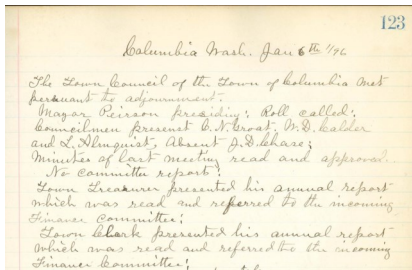 123
Columbia Wash. Jan 6th 1/96
The Town Council of the Town of Columbia met
persuant to adjournment.
Mayor Peirson presiding; Roll called;
Councilmen present C. N. Croat, W. D. Calder
and L. Almquist, Absent J. D. Chase;
Minutes of last meeting read and approved.
No committee report;
Town Treasurer presented his annual report
which was read and referred to the incoming
Finance Committee;
Town Clerk presented his annual report
which was read and referred to the incoming
Finance Committee;